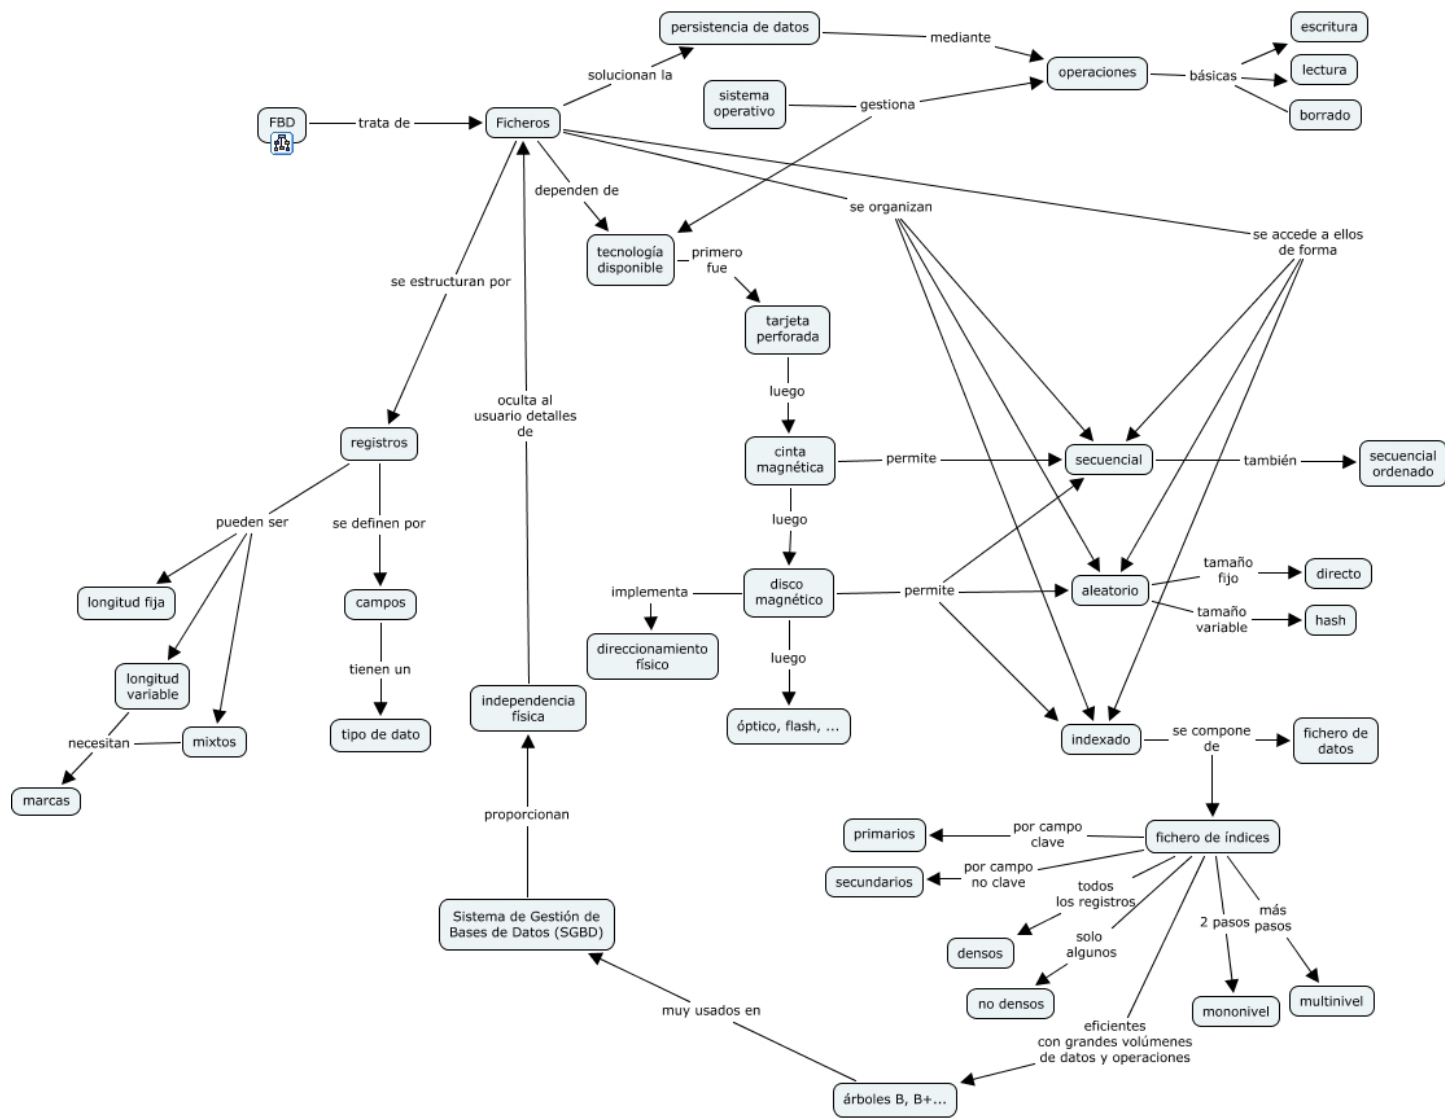 persistencia de datos
mediante
escritura
solucionan la
operaciones
básicas
lectura
sistema
operativo
gestiona
borrado
FBD
trata de
Ficheros
dependen de
se organizan
se accede a ellos
de forma
tecnología
disponible
primero
fue
se estructuran por
tarjeta
perforada
luego
oculta al
usuario detalles
de
registros
cinta
magnética
permite
secuencial
también
secuencial
ordenado
pueden ser
se definen por
luego
longitud fija
campos
implementa
disco
magnético
permite
aleatorio
tamaño
fijo
directo
tamaño
variable
hash
direccionamiento
físico
luego
longitud
variable
tienen un
independencia
física
óptico, flash, ...
necesitan
mixtos
tipo de dato
indexado
se compone
de
fichero de
datos
marcas
proporcionan
primarios
por campo
clave
fichero de índices
secundarios
por campo
no clave
todos
los registros
Sistema de Gestión de
Bases de Datos (SGBD)
2 pasos
más
pasos
solo
algunos
densos
no densos
mononivel
multinivel
muy usados en
eficientes
con grandes volúmenes
de datos y operaciones
árboles B, B+...